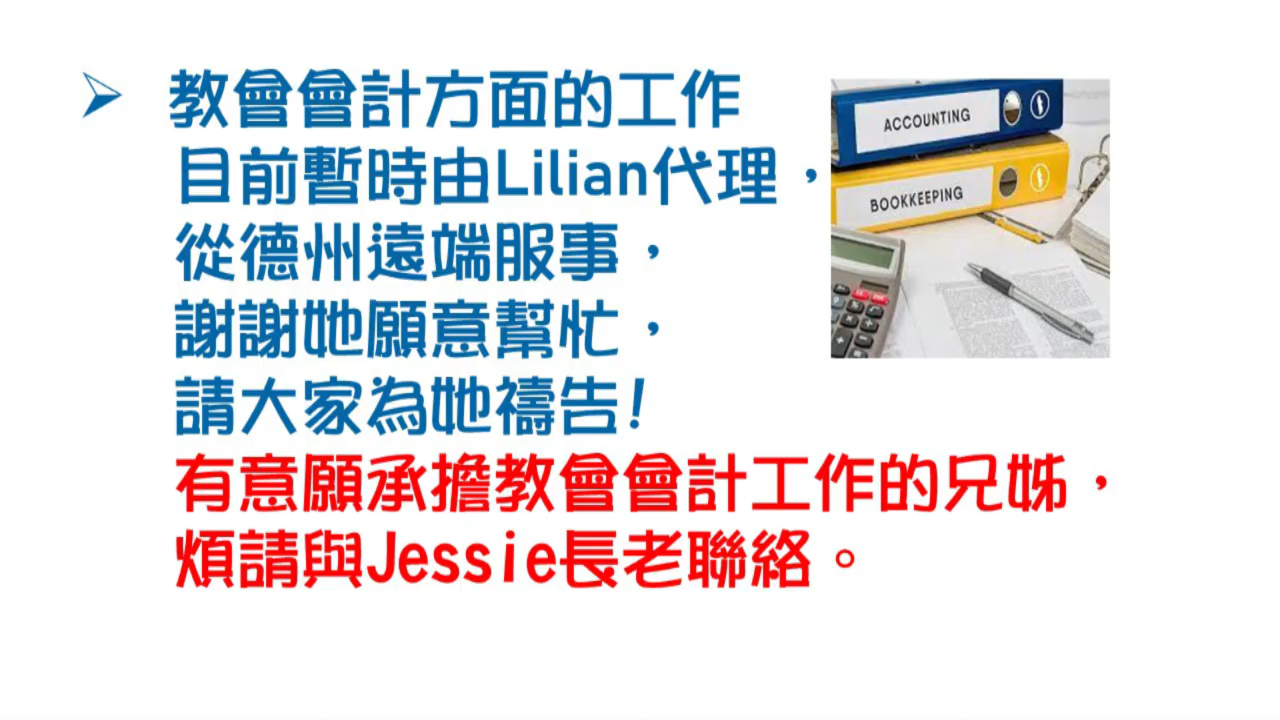 ➢ 教會會計方面的工作
目前暫時由Lilian代理，
從德州遠端服事，
謝謝她願意幫忙，
請大家為她禱告!
有意願承擔教會會計工作的兄姊，
煩請與Jessie長老聯絡。
ACCOUNTING
BOOKKEEPING